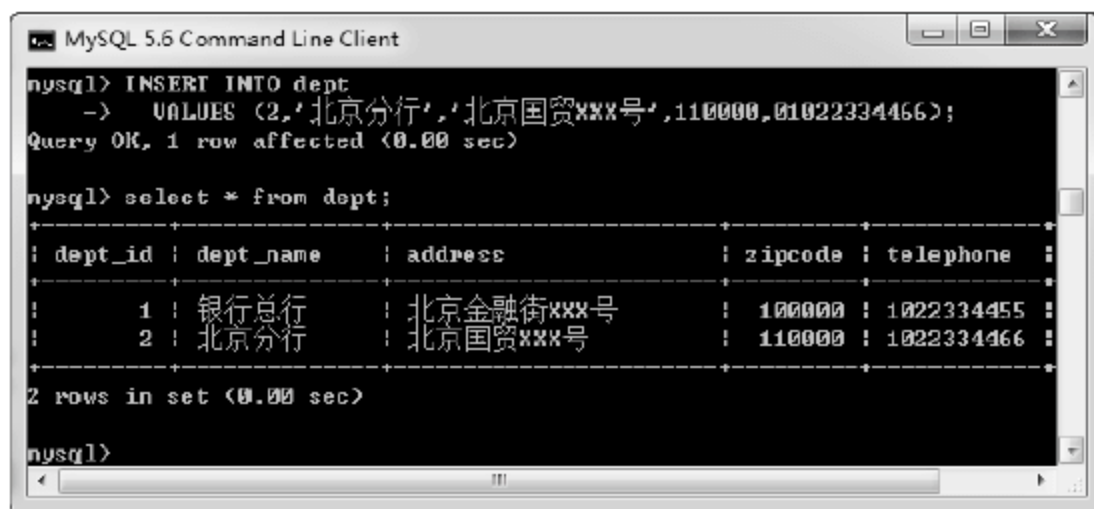 MySQL 5.6 Command Line Client
mysql> INSERT INTO dept
    ->   VALUES (2,'北京分行','北京国贸XXX号',110000,01022334466);
Query OK, 1 row affected (0.00 sec)
mysql> select * from dept;
+---------+-----------+---------+---------+------------+
| dept_id | dept_name | address | zipcode | telephone |
+---------+-----------+---------+---------+------------+
| 1 | 银行总行 | 北京金融街XXX号 | 100000 | 1022334455 |
| 2 | 北京分行 | 北京国贸XXX号 | 110000 | 1022334466 |
+---------+-----------+---------+---------+------------+
2 rows in set (0.00 sec)
mysql>